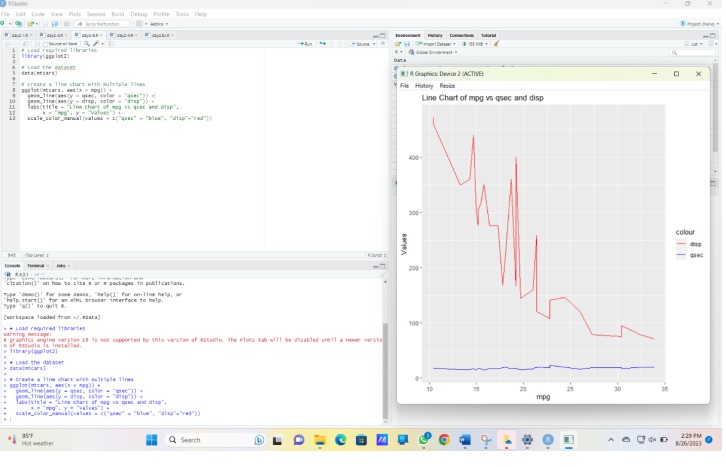 RStudio
File Edit Code View Plots Session Build Debug Profile Tools Help
Go to file/function
Addins
Project: (None)
Source on Save
Run
Source
1 # Load required libraries
2 library(ggplot2)
3
4 # Load the dataset
5 data(mtcars)
6
7 # Create a line chart with multiple lines
8 ggplot(mtcars, aes(x = mpg)) +
9 geom_line(aes(y = qsec, color = "qsec")) +
10 geom_line(aes(y = disp, color = "disp")) +
11 labs(title = "Line Chart of mpg vs qsec and disp",
12 x = "mpg", y = "Values") +
13 scale_color_manual(values = c("qsec" = "blue", "disp"="red"))
(Top Level)
R Script
Console Terminal Jobs
R 4.3.1
'citation()' on how to cite R or R packages in publications.
Type 'demo()' for some demos, 'help()' for on-line help, or
'help.start()' for an HTML browser interface to help.
Type 'q()' to quit R.
[Workspace loaded from ~/.RData]
> # Load required libraries
Warning message:
R graphics engine version 16 is not supported by this version of RStudio. The Plots tab will be disabled until a newer versio
n of RStudio is installed.
> library(ggplot2)
>
> # Load the dataset
> data(mtcars)
>
> # Create a line chart with multiple lines
> ggplot(mtcars, aes(x = mpg)) +
+ geom_line(aes(y = qsec, color = "qsec")) +
+ geom_line(aes(y = disp, color = "disp")) +
+ labs(title = "Line Chart of mpg vs qsec and disp",
+ x = "mpg", y = "Values") +
+ scale_color_manual(values = c("qsec" = "blue", "disp"="red"))
>
Environment History Connections Tutorial
Import Dataset
155 MiB
List
R
Global Environment
Data
R Graphics: Device 2 (ACTIVE)
File History Resize
Line Chart of mpg vs qsec and disp
400
300
200
100
0
Values
10 15 20 25 30 35
mpg
colour
disp
qsec
95°F
Hot weather
Search
2:29 PM
8/26/2023